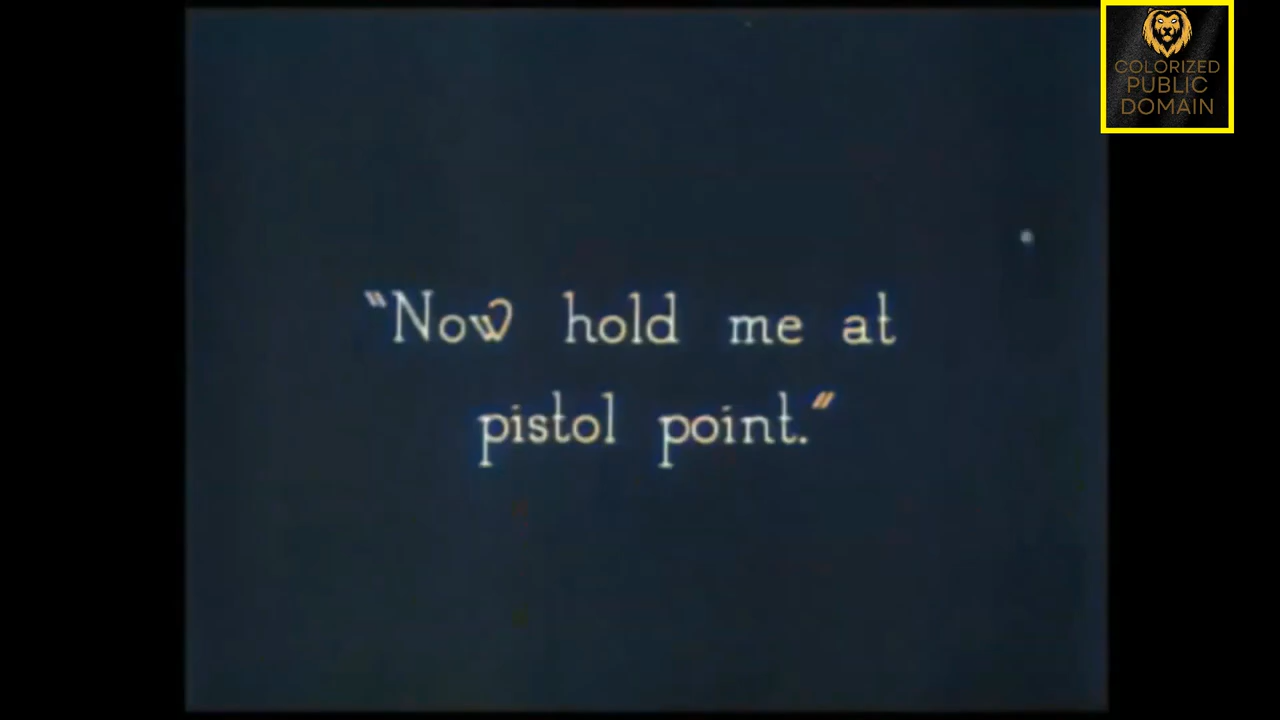 “Now hold me at
pistol point.”
COLORIZED
PUBLIC
DOMAIN